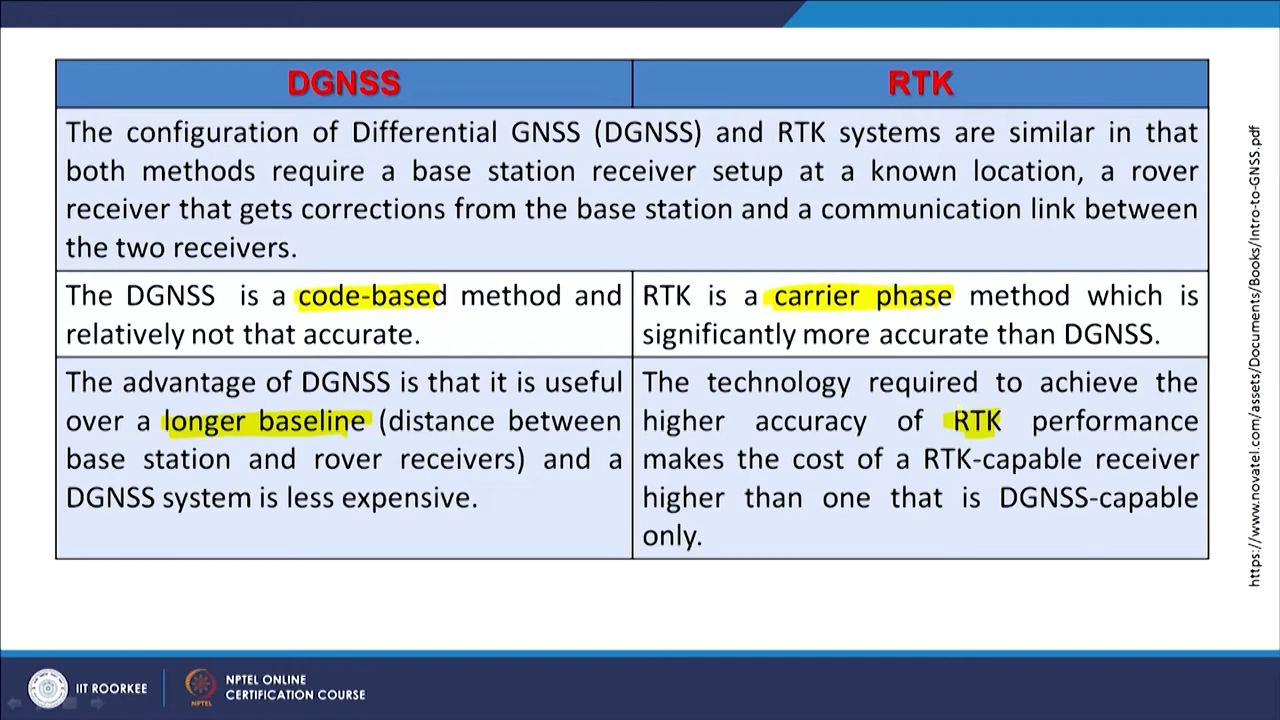 DGNSS
RTK
The configuration of Differential GNSS (DGNSS) and RTK systems are similar in that
both methods require a base station receiver setup at a known location, a rover
receiver that gets corrections from the base station and a communication link between
the two receivers.
The DGNSS is a code-based method and
relatively not that accurate.
RTK is a carrier phase method which is
significantly more accurate than DGNSS.
The advantage of DGNSS is that it is useful
over a longer baseline (distance between
base station and rover receivers) and a
DGNSS system is less expensive.
The technology required to achieve the
higher accuracy of RTK performance
makes the cost of a RTK-capable receiver
higher than one that is DGNSS-capable
only.
https://www.novatel.com/assets/Documents/Books/Intro-to-GNSS.pdf
IIT ROORKEE
NPTEL
NPTEL ONLINE
CERTIFICATION COURSE